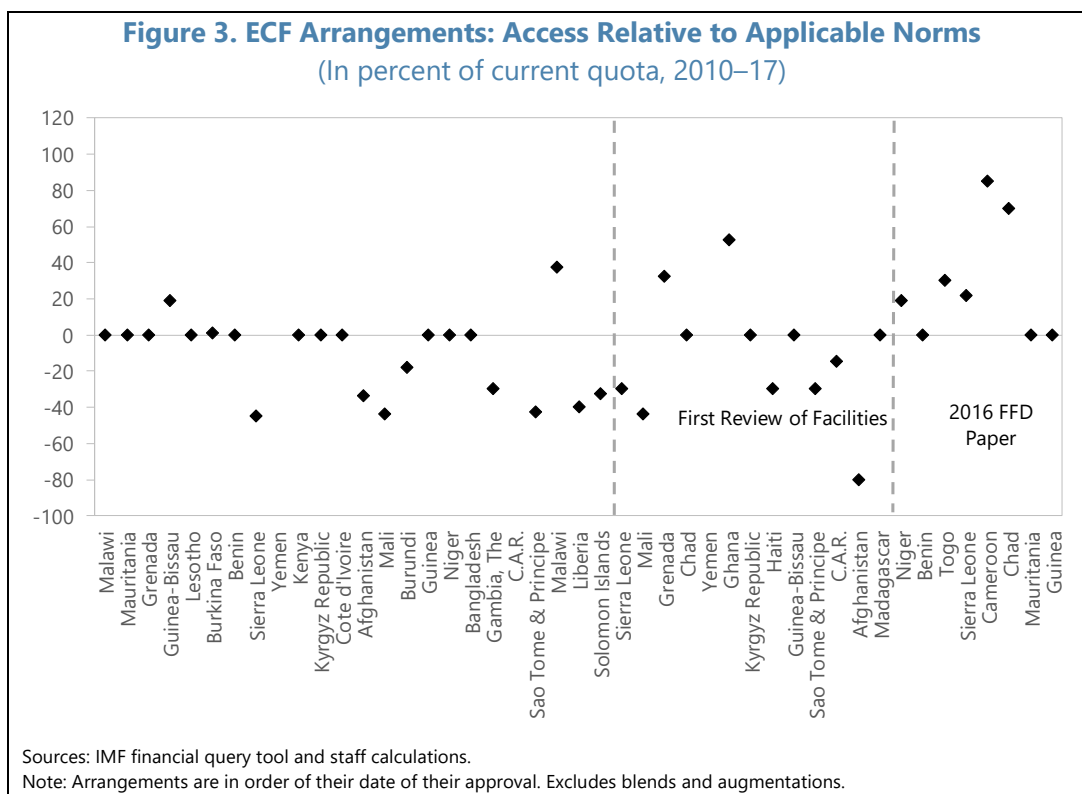 Figure 3. ECF Arrangements: Access Relative to Applicable Norms
(In percent of current quota, 2010–17)
120
100
80
60
40
20
0
-20
-40
-60
-80
-100
First Review of Facilities
2016 FFD
Paper
Malawi
Mauritania
Grenada
Guinea-Bissau
Lesotho
Burkina Faso
Benin
Sierra Leone
Yemen
Kenya
Kyrgyz Republic
Cote d'Ivoire
Afghanistan
Mali
Burundi
Guinea
Niger
Bangladesh
Gambia, The
C.A.R.
Sao Tome & Principe
Malawi
Liberia
Solomon Islands
Sierra Leone
Mali
Grenada
Chad
Yemen
Ghana
Kyrgyz Republic
Haiti
Guinea-Bissau
Sao Tome & Principe
C.A.R.
Afghanistan
Madagascar
Niger
Benin
Togo
Sierra Leone
Cameroon
Chad
Mauritania
Guinea
Sources: IMF financial query tool and staff calculations.
Note: Arrangements are in order of their date of their approval. Excludes blends and augmentations.